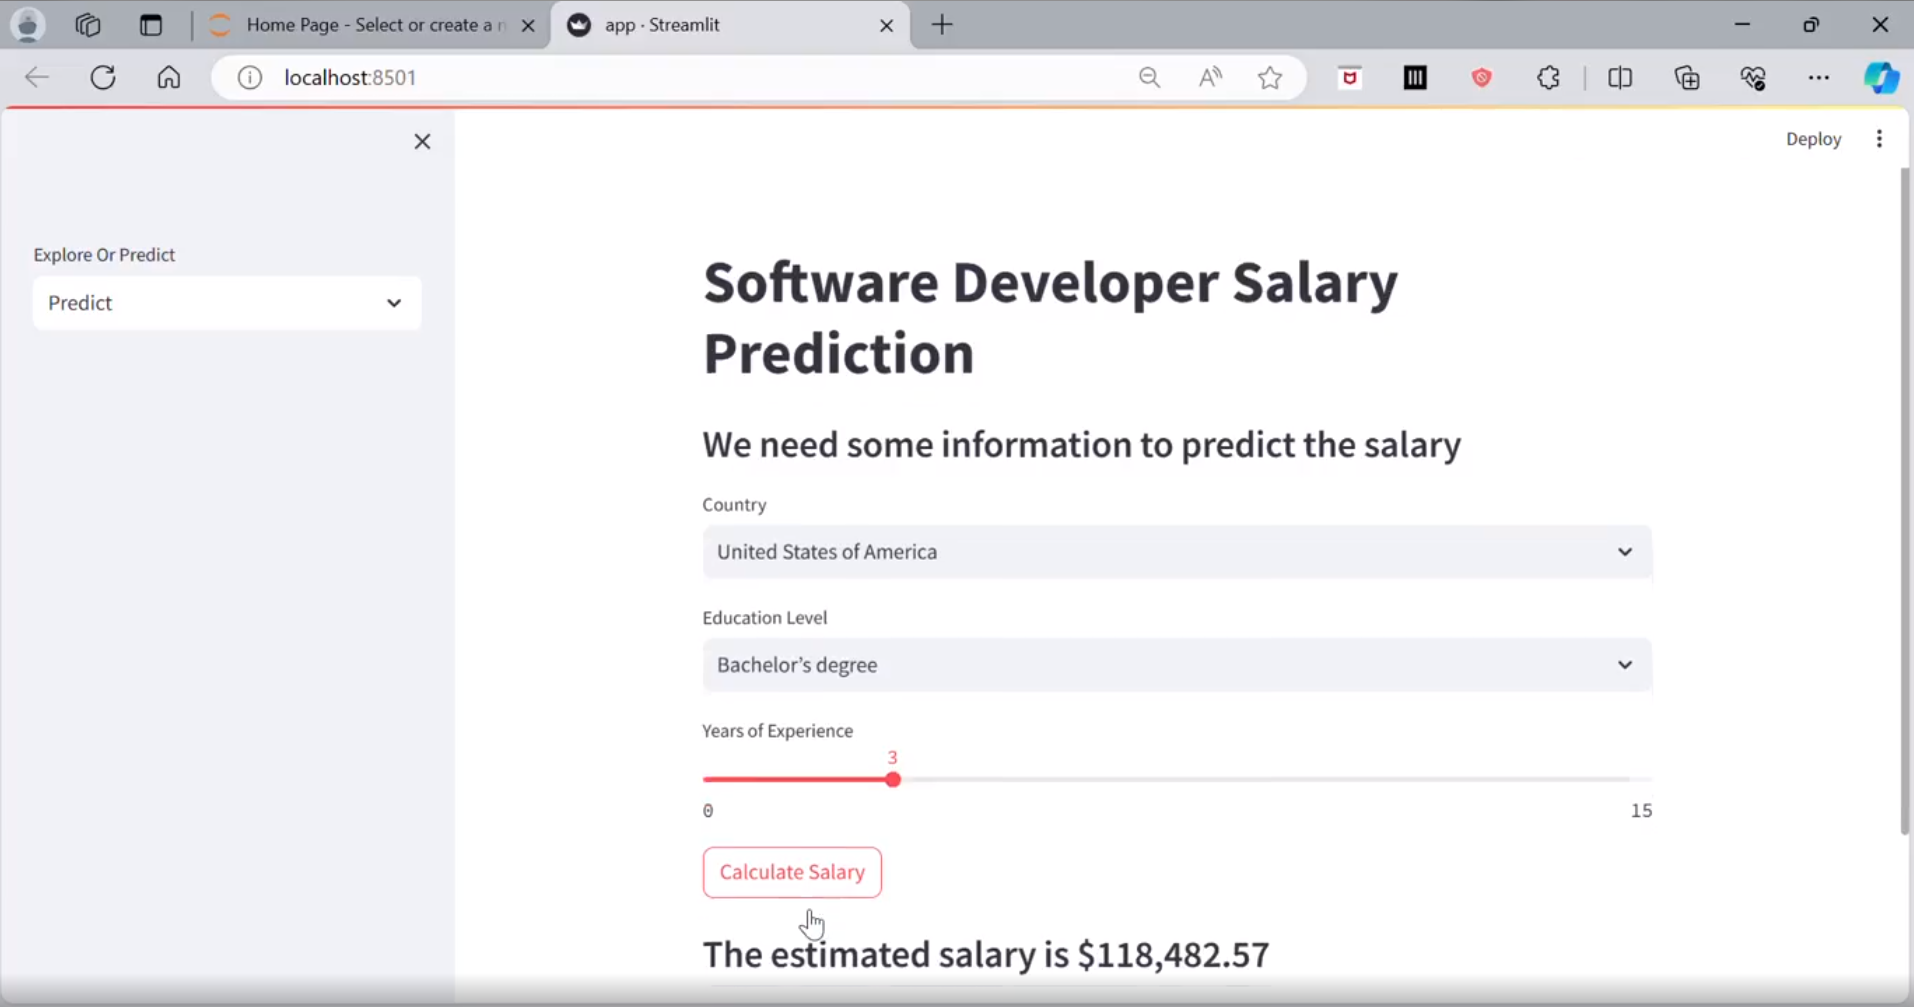 Home Page - Select or create a n
app · Streamlit
localhost:8501
Deploy
Explore Or Predict
Predict
Software Developer Salary
Prediction
We need some information to predict the salary
Country
United States of America
Education Level
Bachelor’s degree
Years of Experience
3
0
15
Calculate Salary
The estimated salary is $118,482.57